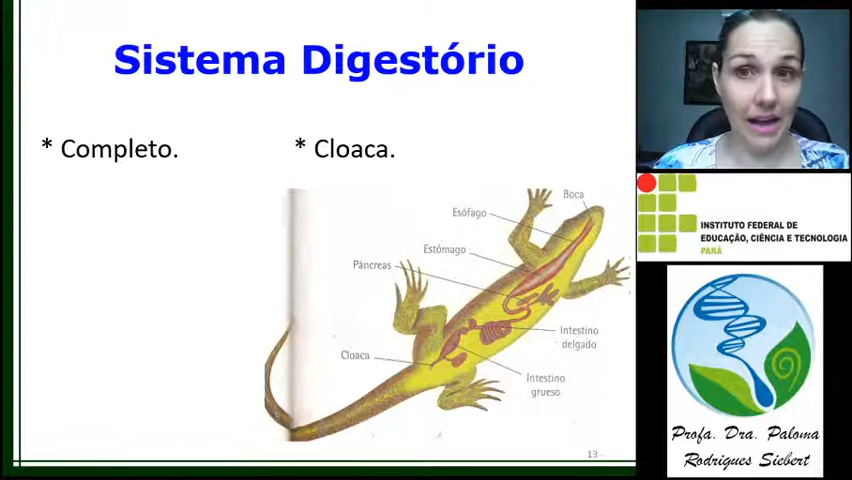 Sistema Digestório
* Completo.
* Cloaca.
Boca
Esófago
Estómago
Páncreas
Intestino
delgado
Cloaca
Intestino
grueso
13
INSTITUTO FEDERAL DE
EDUCAÇÃO, CIÊNCIA E TECNOLOGIA
PARÁ
Profa. Dra. Paloma
Rodrigues Siebert